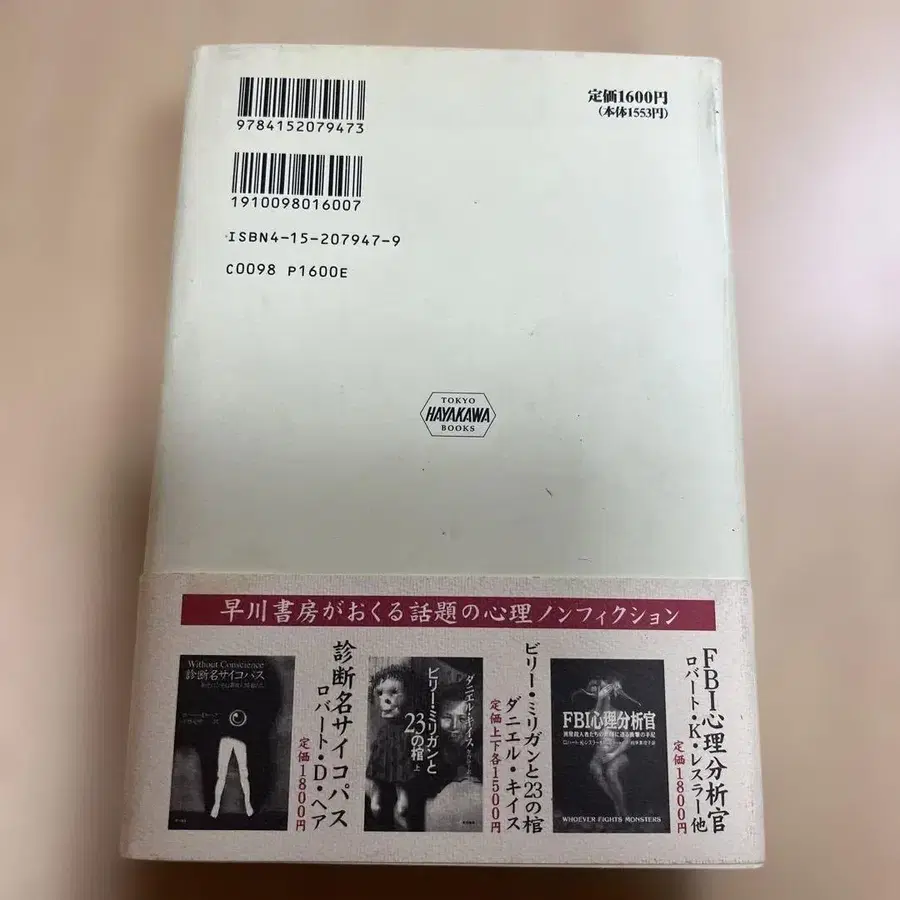 9784152079473
1910098016007
ISBN4-15-207947-9
C0098 P1600E
定価1600円
(本体1553円)
TOKYO
HAYAKAWA
BOOKS
早川書房がおくる話題の心理ノンフィクション
FBI心理分析官
ロバート・K・レスラー他
定価1800円
FBI心理分析官
WHOEVER FIGHTS MONSTERS
ビリー・ミリガンと23の棺
ダニエル・キイス
定価上下各1500円
ダニエル・キイス
ビリー・ミリガンと
23の棺
上
診断名サイコパス
ロバート・D・ヘア
定価1800円
Without Conscience
診断名サイコパス